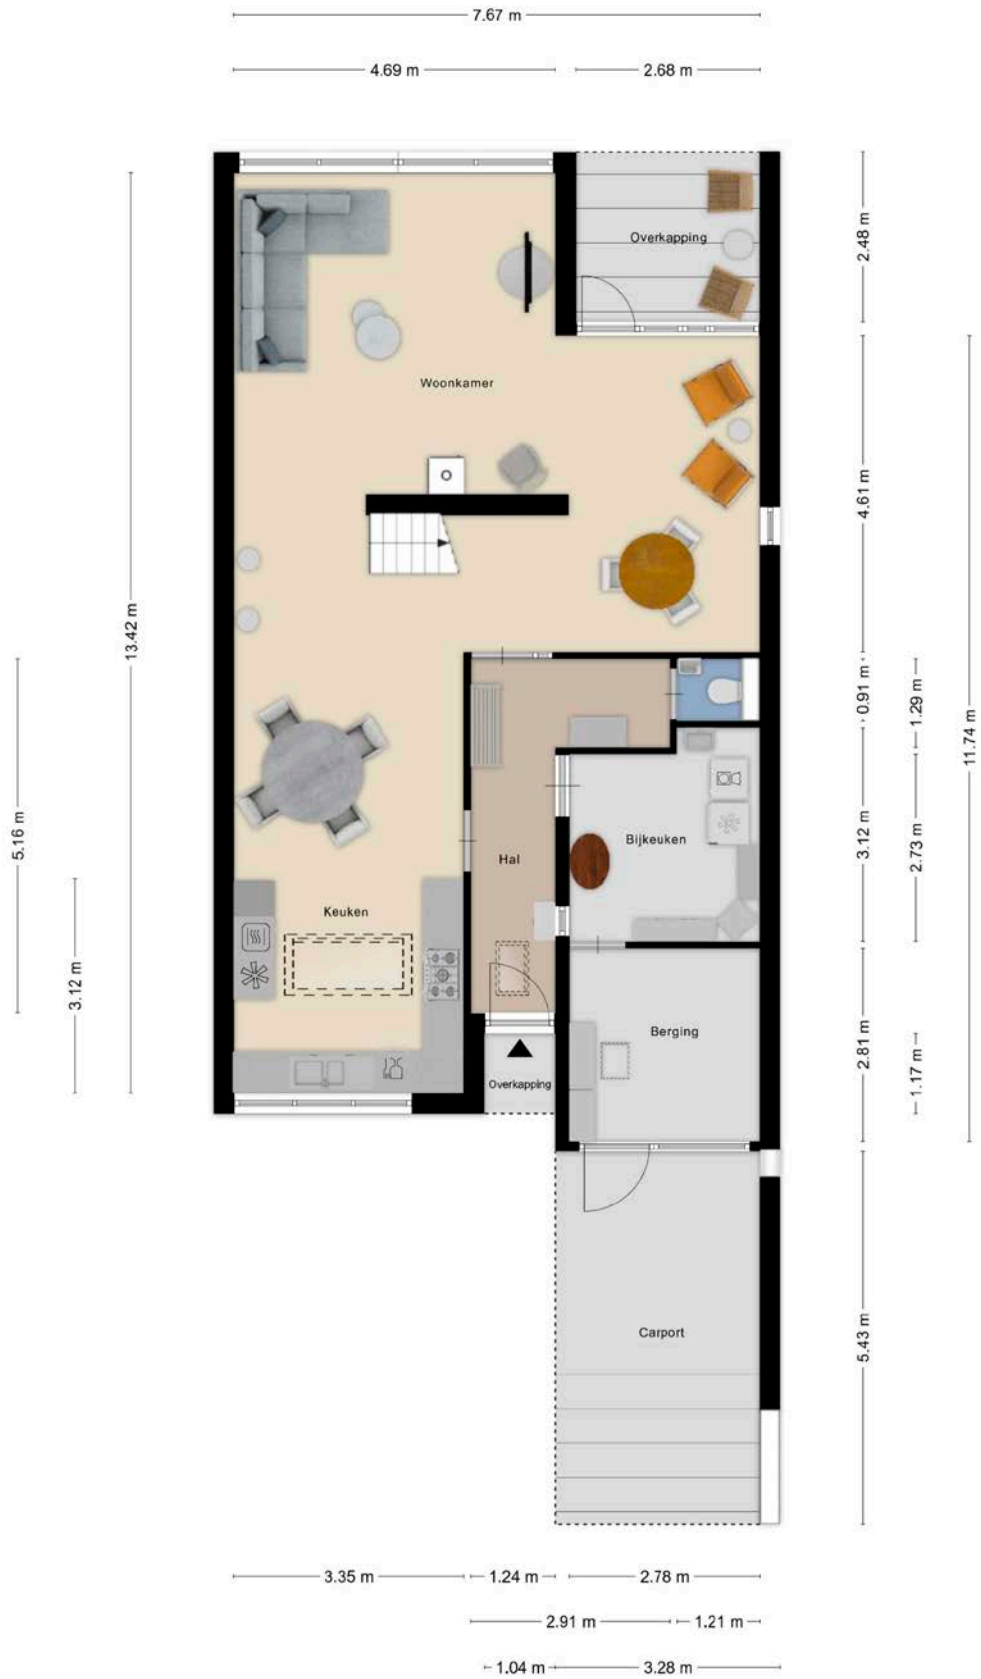 7.67 m
4.69 m
2.68 m
Overkapping
2.48 m
Woonkamer
4.61 m
13.42 m
0.91 m
1.29 m
11.74 m
5.16 m
3.12 m
2.73 m
Bijkeuken
Hal
Keuken
3.12 m
Berging
2.81 m
1.17 m
Overkapping
Carport
5.43 m
3.35 m
1.24 m
2.78 m
2.91 m
1.21 m
1.04 m
3.28 m